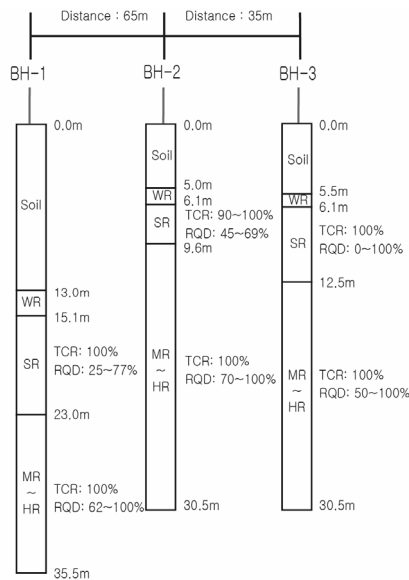 Distance : 65m
Distance : 35m
BH-1
BH-2
BH-3
0.0m
Soil
13.0m
WR
15.1m
SR
TCR: 100%
RQD: 25~77%
23.0m
MR
~
HR
TCR: 100%
RQD: 62~100%
35.5m
0.0m
Soil
5.0m
WR
6.1m
SR
TCR: 90~100%
RQD: 45~69%
9.6m
MR
~
HR
TCR: 100%
RQD: 70~100%
30.5m
0.0m
Soil
5.5m
WR
6.1m
SR
TCR: 100%
RQD: 0~100%
12.5m
MR
~
HR
TCR: 100%
RQD: 50~100%
30.5m